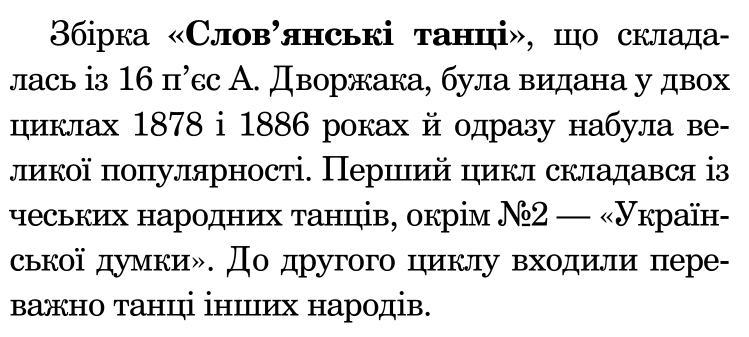 Збірка «Слов’янські танці», що склада-
лась із 16 п’єс А. Дворжака, була видана у двох
циклах 1878 і 1886 роках й одразу набула ве-
ликої популярності. Перший цикл складався із
чеських народних танців, окрім №2 — «Україн-
ської думки». До другого циклу входили пере-
важно танці інших народів.